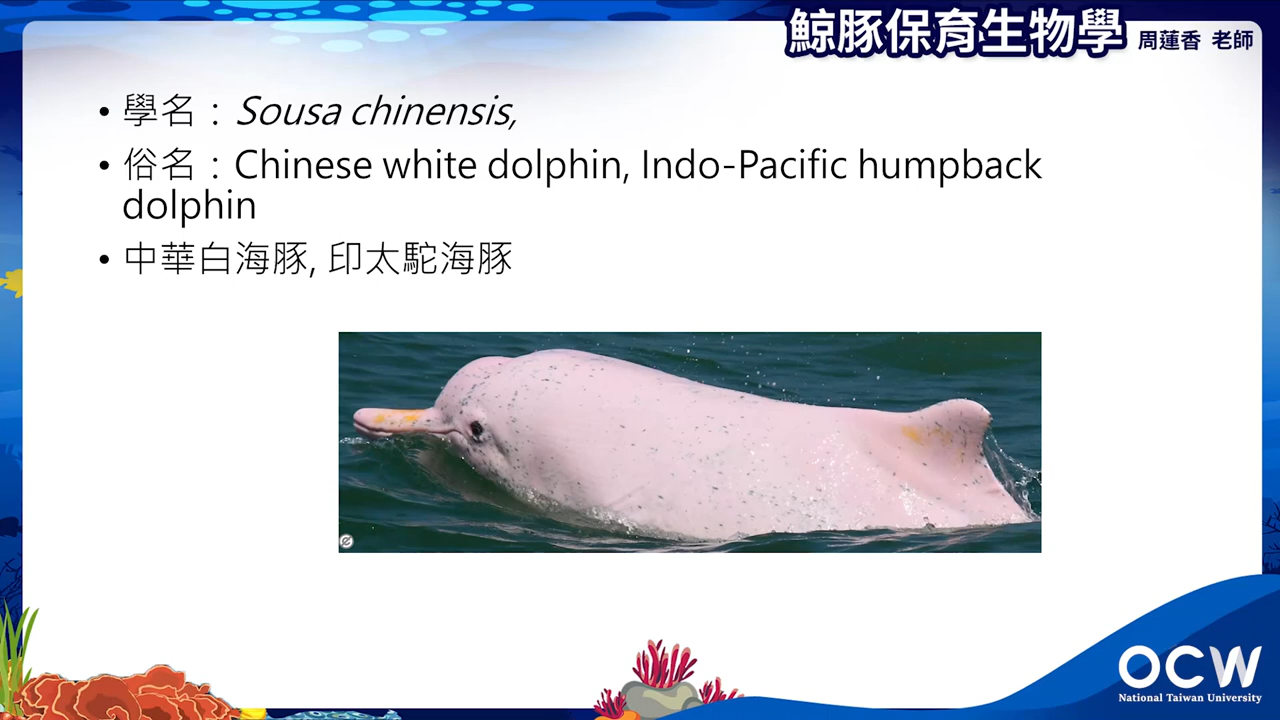 鯨豚保育生物學 周蓮香 老師
• 學名：Sousa chinensis,
• 俗名：Chinese white dolphin, Indo-Pacific humpback
dolphin
• 中華白海豚, 印太駝海豚
OCW
National Taiwan University